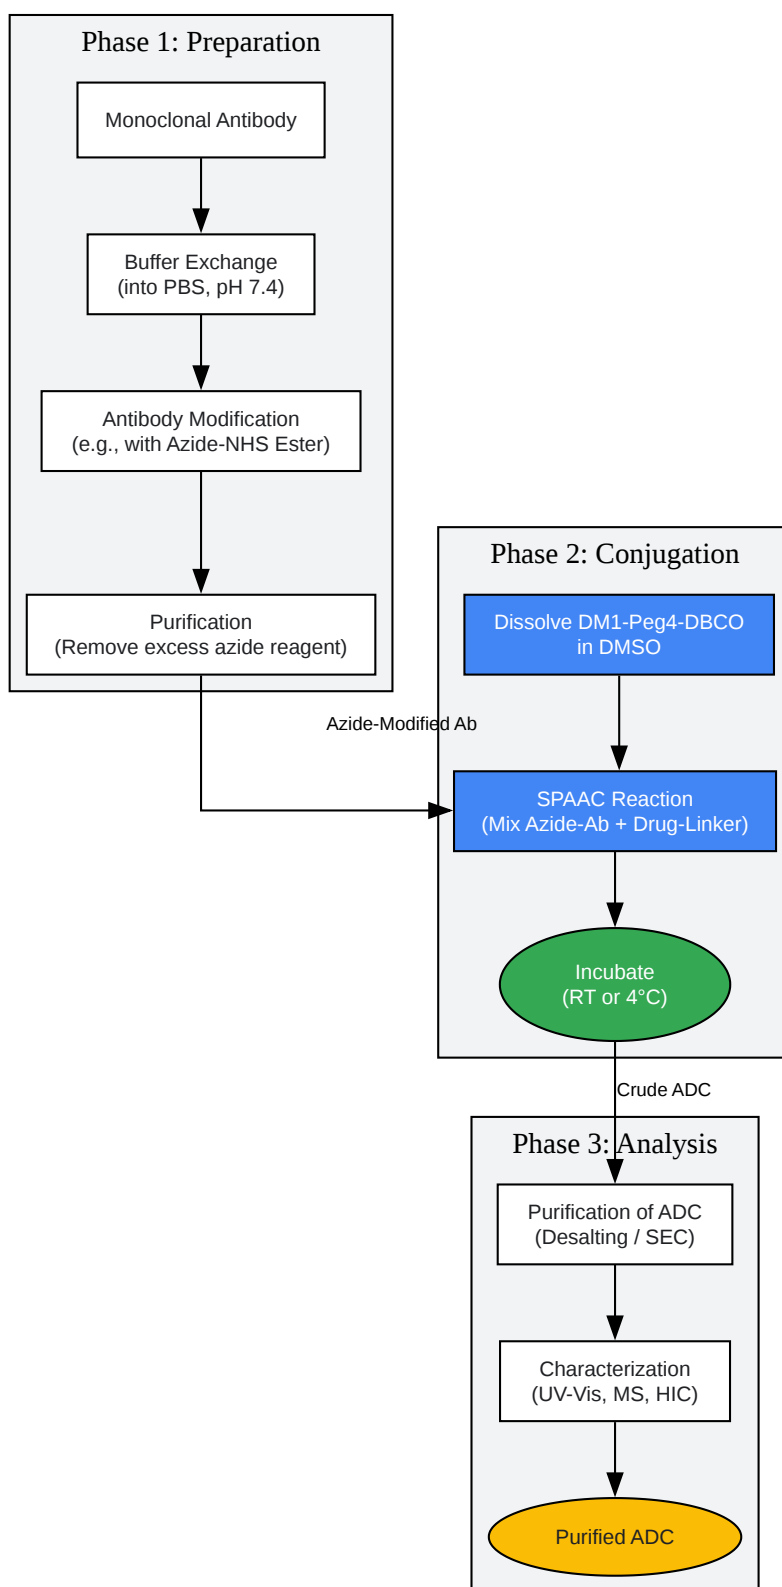 Phase 1: Preparation
Monoclonal Antibody
Buffer Exchange
(into PBS, pH 7.4)
Antibody Modification
(e.g., with Azide-NHS Ester)
Purification
(Remove excess azide reagent)
Azide-Modified Ab
Phase 2: Conjugation
Dissolve DM1-Peg4-DBCO
in DMSO
SPAAC Reaction
(Mix Azide-Ab + Drug-Linker)
Incubate
(RT or 4°C)
Crude ADC
Phase 3: Analysis
Purification of ADC
(Desalting / SEC)
Characterization
(UV-Vis, MS, HIC)
Purified ADC